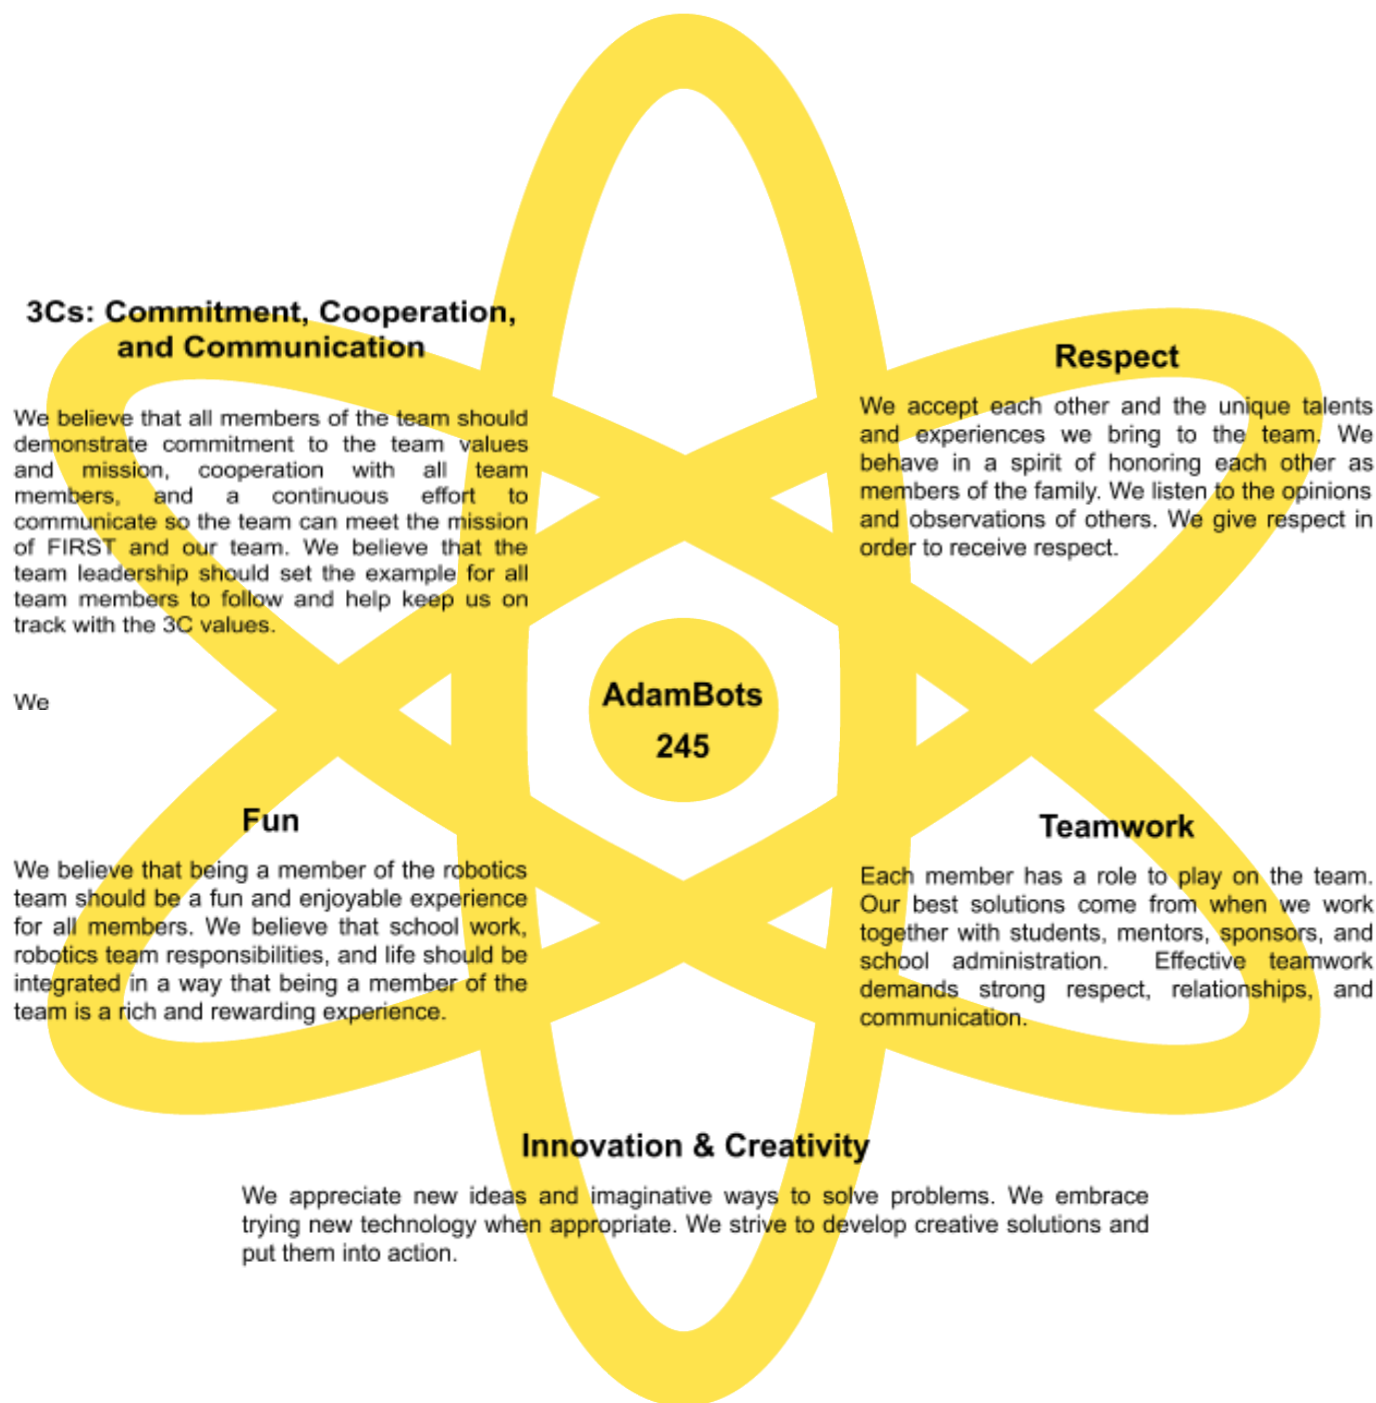 3Cs: Commitment, Cooperation,
and Communication
We believe that all members of the team should
demonstrate commitment to the team values
and mission, cooperation with all team
members, and a continuous effort to
communicate so the team can meet the mission
of FIRST and our team. We believe that the
team leadership should set the example for all
team members to follow and help keep us on
track with the 3C values.
We
Respect
We accept each other and the unique talents
and experiences we bring to the team. We
behave in a spirit of honoring each other as
members of the family. We listen to the opinions
and observations of others. We give respect in
order to receive respect.
AdamBots
245
Fun
We believe that being a member of the robotics
team should be a fun and enjoyable experience
for all members. We believe that school work,
robotics team responsibilities, and life should be
integrated in a way that being a member of the
team is a rich and rewarding experience.
Teamwork
Each member has a role to play on the team.
Our best solutions come from when we work
together with students, mentors, sponsors, and
school administration. Effective teamwork
demands strong respect, relationships, and
communication.
Innovation & Creativity
We appreciate new ideas and imaginative ways to solve problems. We embrace
trying new technology when appropriate. We strive to develop creative solutions and
put them into action.